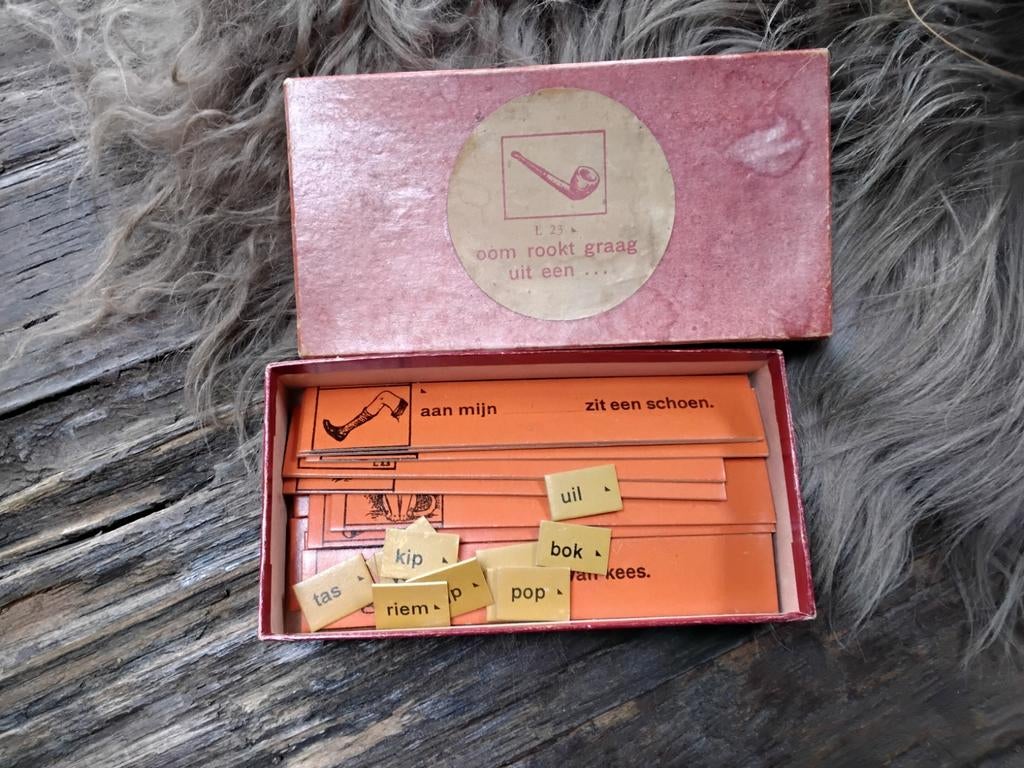 L 23
oom rookt graag
uit een ...
aan mijn zit een schoen.
L 23
uil
kip
bok
tas
riem
p
pop
van kees.